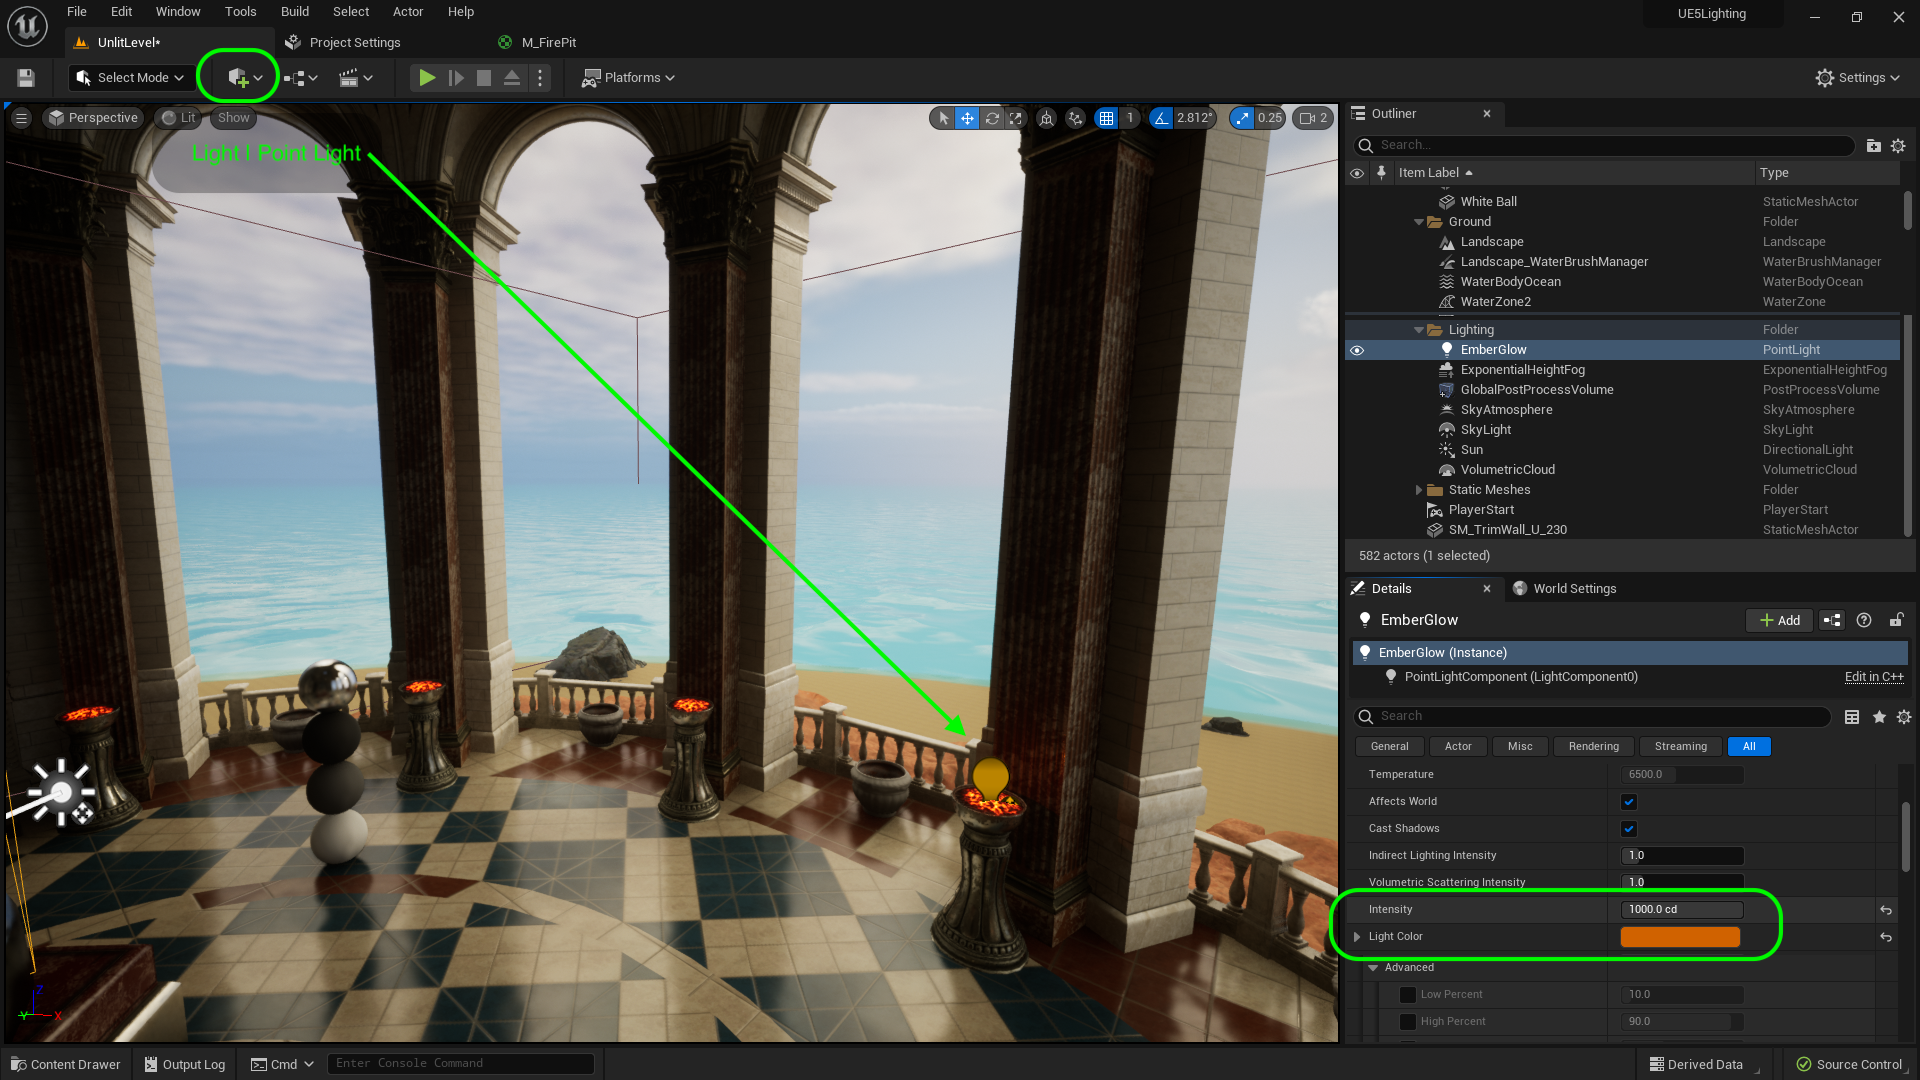 File Edit Window Tools Build Select Actor Help
UE5Lighting
UnlitLevel* Project Settings M_FirePit
Select Mode Platforms Settings
Perspective Lit Show 1 2.812° 0.25 2
Light | Point Light
Outliner
Search...
Item Label Type
White Ball StaticMeshActor
Ground Folder
Landscape Landscape
Landscape_WaterBrushManager WaterBrushManager
WaterBodyOcean WaterBodyOcean
WaterZone2 WaterZone
Lighting Folder
EmberGlow PointLight
ExponentialHeightFog ExponentialHeightFog
GlobalPostProcessVolume PostProcessVolume
SkyAtmosphere SkyAtmosphere
SkyLight SkyLight
Sun DirectionalLight
VolumetricCloud VolumetricCloud
Static Meshes Folder
PlayerStart PlayerStart
SM_TrimWall_U_230 StaticMeshActor
582 actors (1 selected)
Details World Settings
EmberGlow Add
EmberGlow (Instance)
PointLightComponent (LightComponent0) Edit in C++
Search
General Actor Misc Rendering Streaming All
Temperature 6500.0
Affects World
Cast Shadows
Indirect Lighting Intensity 1.0
Volumetric Scattering Intensity 1.0
Intensity 1000.0 cd
Light Color
Advanced
Low Percent 10.0
High Percent 90.0
Z
Y X
Content Drawer Output Log Cmd Enter Console Command Derived Data Source Control